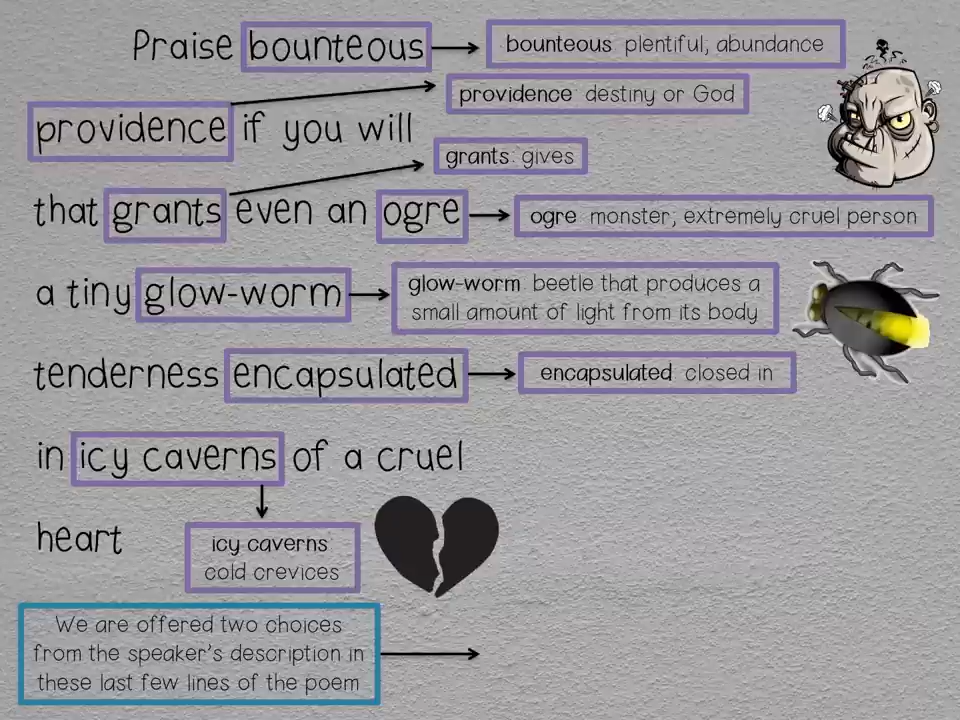 Praise bounteous
bounteous: plentiful; abundance
providence: destiny or God
providence if you will
grants: gives
that grants even an ogre
ogre: monster; extremely cruel person
a tiny glow-worm
glow-worm: beetle that produces a
small amount of light from its body
tenderness encapsulated
encapsulated: closed in
in icy caverns of a cruel
heart
icy caverns:
cold crevices
We are offered two choices
from the speaker's description in
these last few lines of the poem